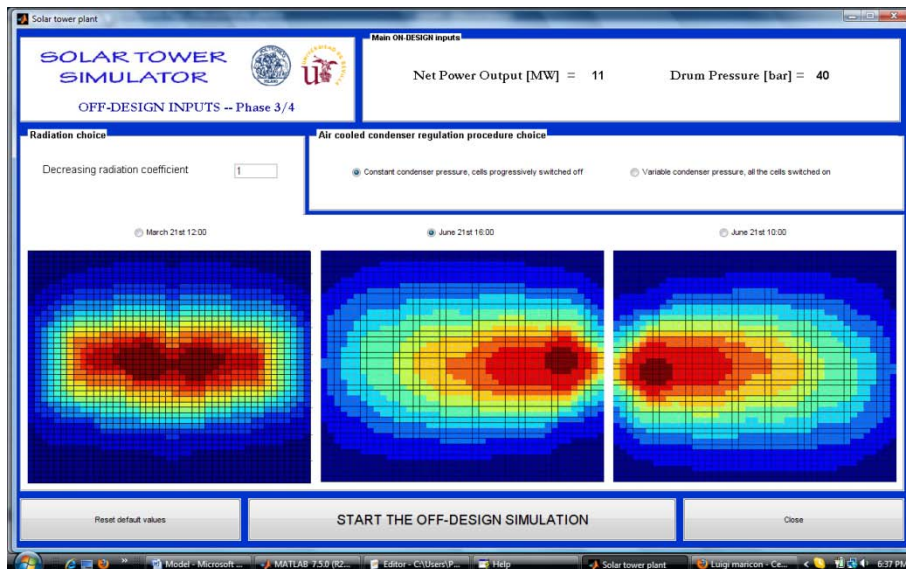 Solar tower plant
SOLAR TOWER
SIMULATOR
OFF-DESIGN INPUTS -- Phase 3/4
Main ON-DESIGN inputs
Net Power Output [MW] = 11
Drum Pressure [bar] = 40
Radiation choice
Decreasing radiation coefficient 1
Air cooled condenser regulation procedure choice
Constant condenser pressure, cells progressively switched off
Variable condenser pressure, all the cells switched on
March 21st 12:00
June 21st 16:00
June 21st 10:00
Reset default values
START THE OFF-DESIGN SIMULATION
Close
Model - Microsoft ...
MATLAB 7.5.0 (R2...
Editor - C:\Users\P...
Help
Solar tower plant
Luigi maricon - Ce...
6:37 PM